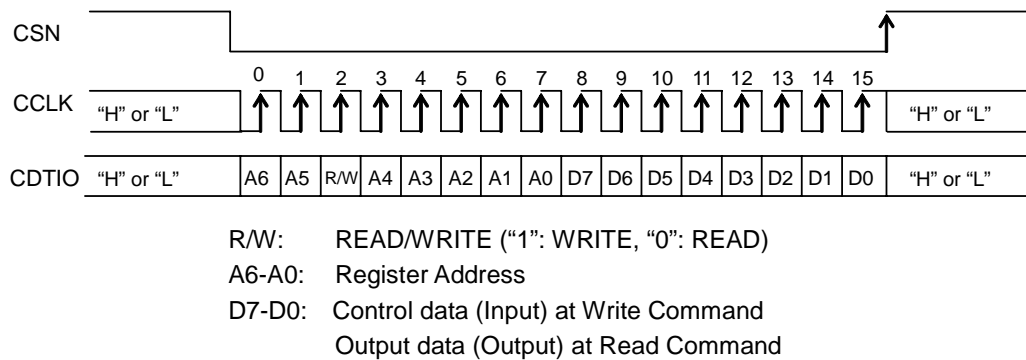 CSN
0 1 2 3 4 5 6 7 8 9 10 11 12 13 14 15
CCLK “H” or “L” “H” or “L”
CDTIO “H” or “L” A6 A5 R/W A4 A3 A2 A1 A0 D7 D6 D5 D4 D3 D2 D1 D0 “H” or “L”
R/W: READ/WRITE (“1”: WRITE, “0”: READ)
A6-A0: Register Address
D7-D0: Control data (Input) at Write Command
Output data (Output) at Read Command